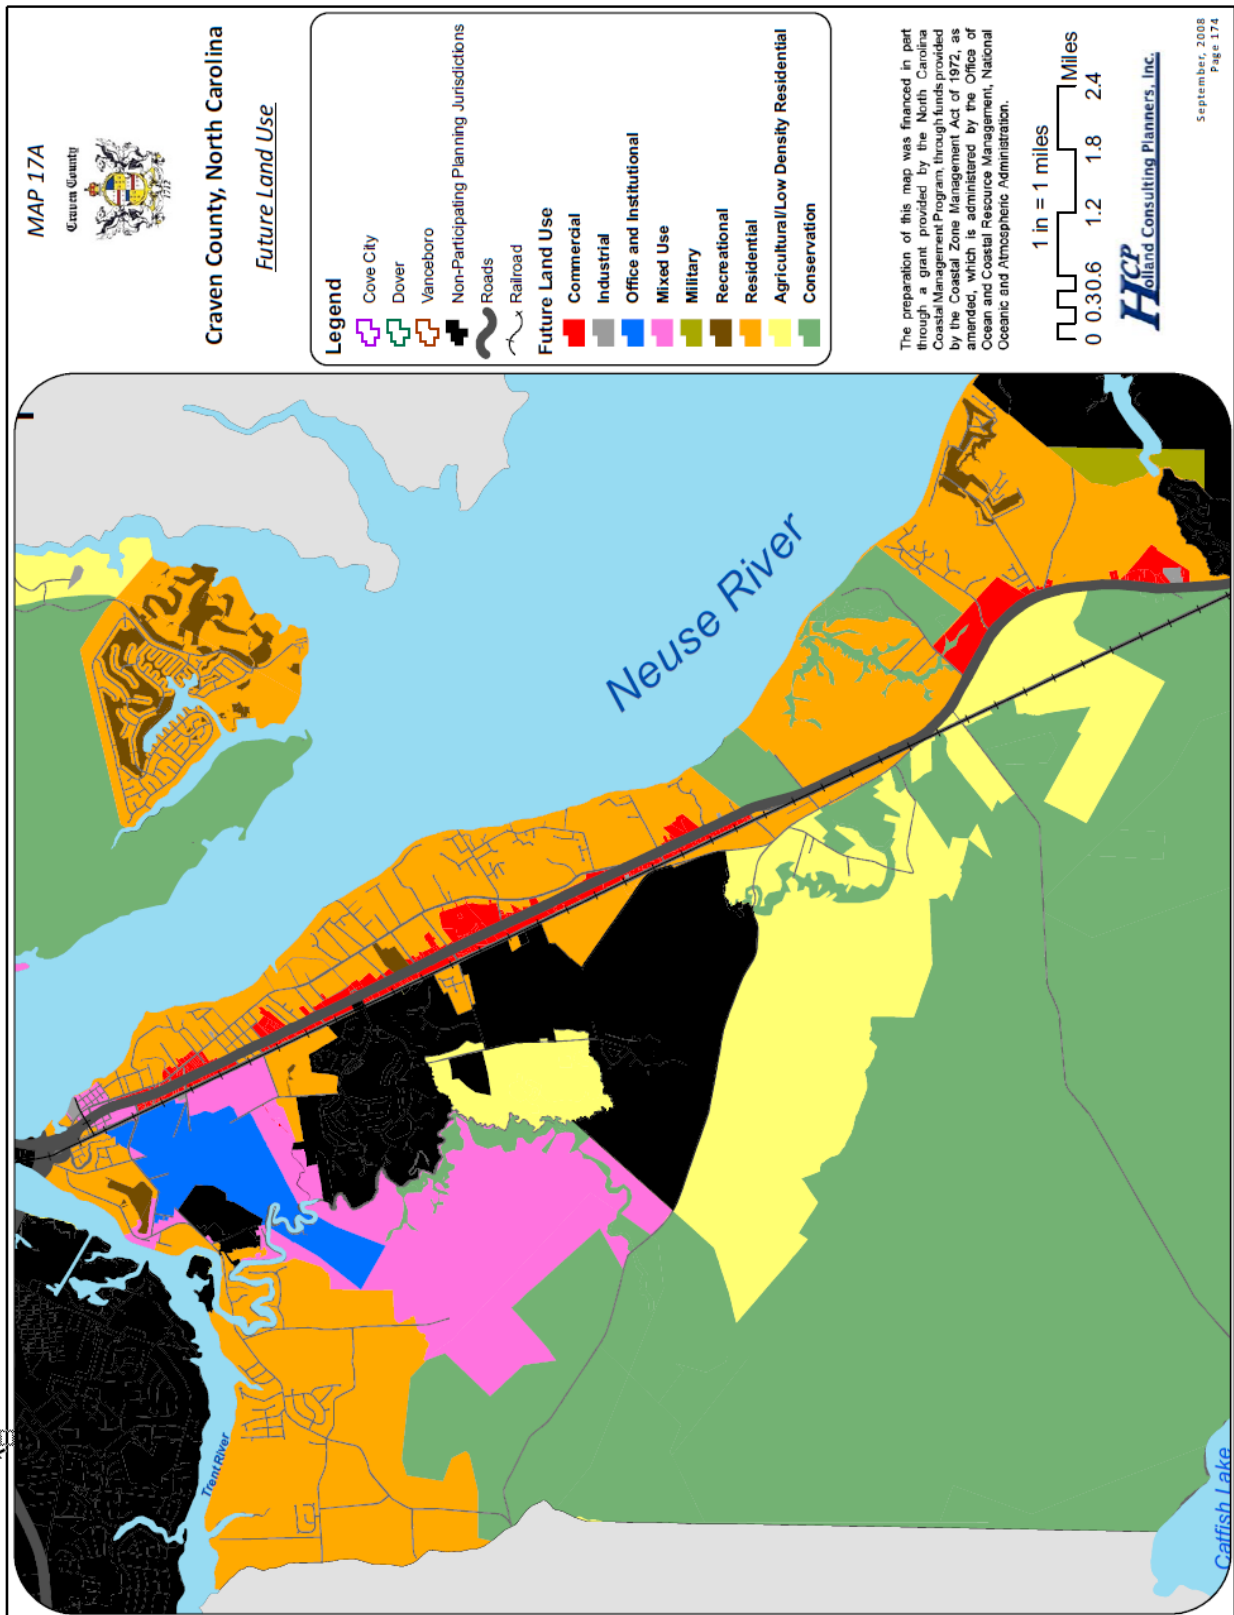 MAP 17A
Craven County
1712
Craven County, North Carolina
Future Land Use
Legend
Cove City
Dover
Vanceboro
Non-Participating Planning Jurisdictions
Roads
Railroad
Future Land Use
Commercial
Industrial
Office and Institutional
Mixed Use
Military
Recreational
Residential
Agricultural/Low Density Residential
Conservation
The preparation of this map was financed in part
through a grant provided by the North Carolina
Coastal Management Program, through funds provided
by the Coastal Zone Management Act of 1972, as
amended, which is administered by the Office of
Ocean and Coastal Resource Management, National
Oceanic and Atmospheric Administration.
1 in = 1 miles
Miles
0 0.30.6 1.2 1.8 2.4
HCP
Holland Consulting Planners, Inc.
September, 2008
Page 174
Neuse River
Trent River
Catfish Lake